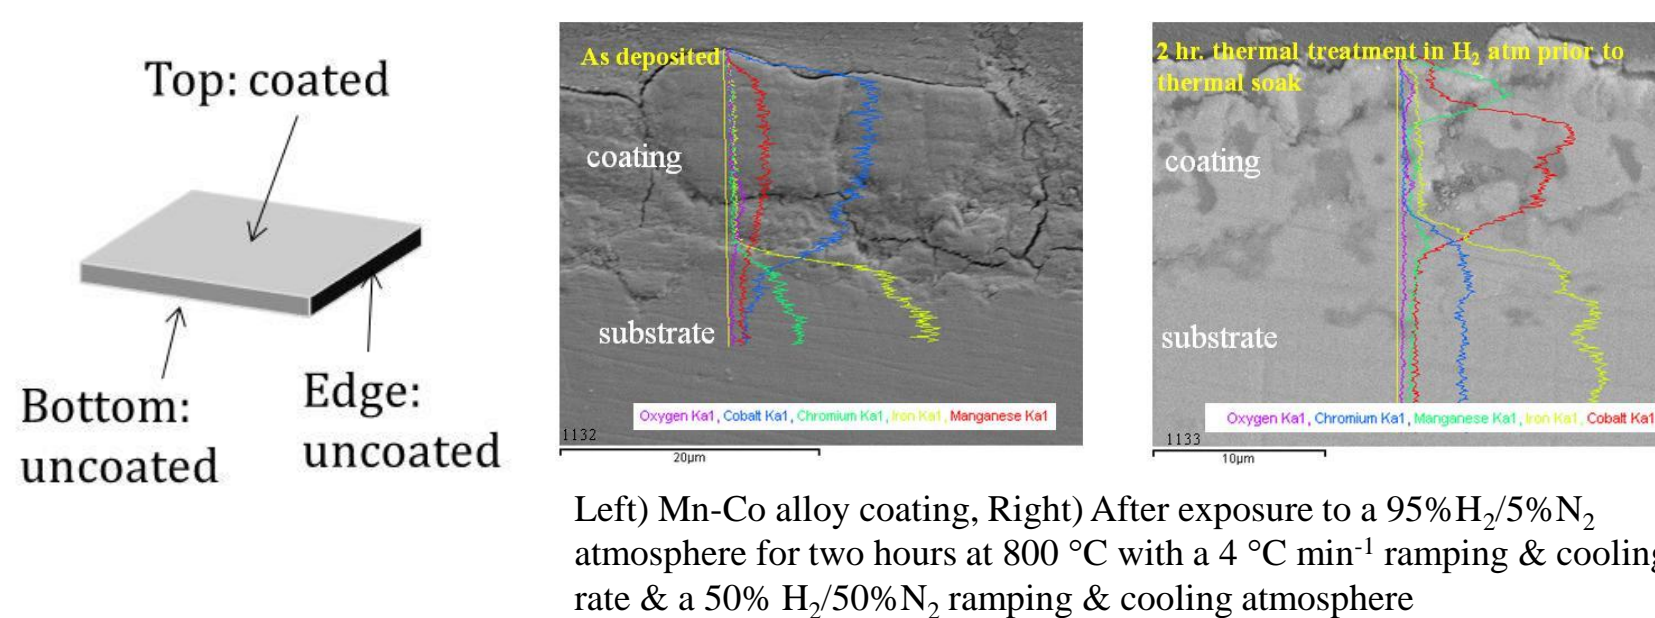 Top: coated
Bottom:
uncoated
Edge:
uncoated
As deposited
coating
substrate
Oxygen Ka1, Cobalt Ka1, Chromium Ka1, Iron Ka1, Manganese Ka1
1132
20µm
2 hr. thermal treatment in H₂ atm prior to
thermal soak
coating
substrate
Oxygen Ka1, Chromium Ka1, Manganese Ka1, Iron Ka1, Cobalt Ka1
1133
10µm
Left) Mn-Co alloy coating, Right) After exposure to a 95%H₂/5%N₂
atmosphere for two hours at 800 °C with a 4 °C min⁻¹ ramping & cooling
rate & a 50% H₂/50%N₂ ramping & cooling atmosphere